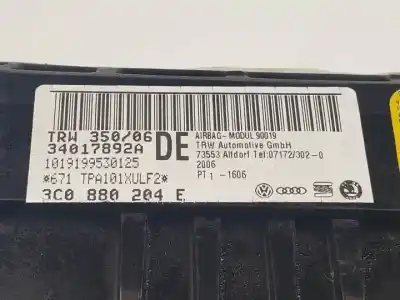 TRW 350/06
34017892A
DE
1019199530125
*671 TPA101XULF2*
3C0 880 204 E
AIRBAG-MODUL 90019
TRW Automotive GmbH
73553 Alldorf Tel:07172/302-0
2006
PT 1 -1606